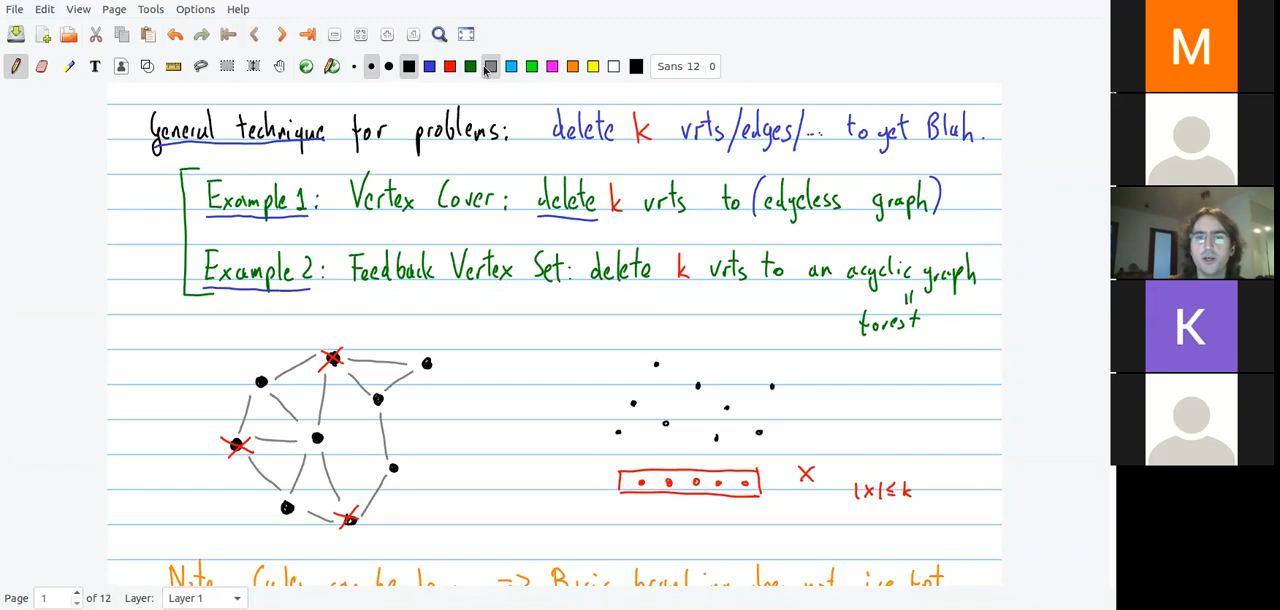 File Edit View Page Tools Options Help
Sans 12 0
General technique for problems: delete k vrts/edges/... to get Blah.
Example 1: Vertex Cover: delete k vrts to (edgeless graph)
Example 2: Feedback Vertex Set: delete k vrts to an acyclic graph
=
forest
X
|X| ≤ k
Note
=>
Page 1 of 12 Layer: Layer 1
M
K